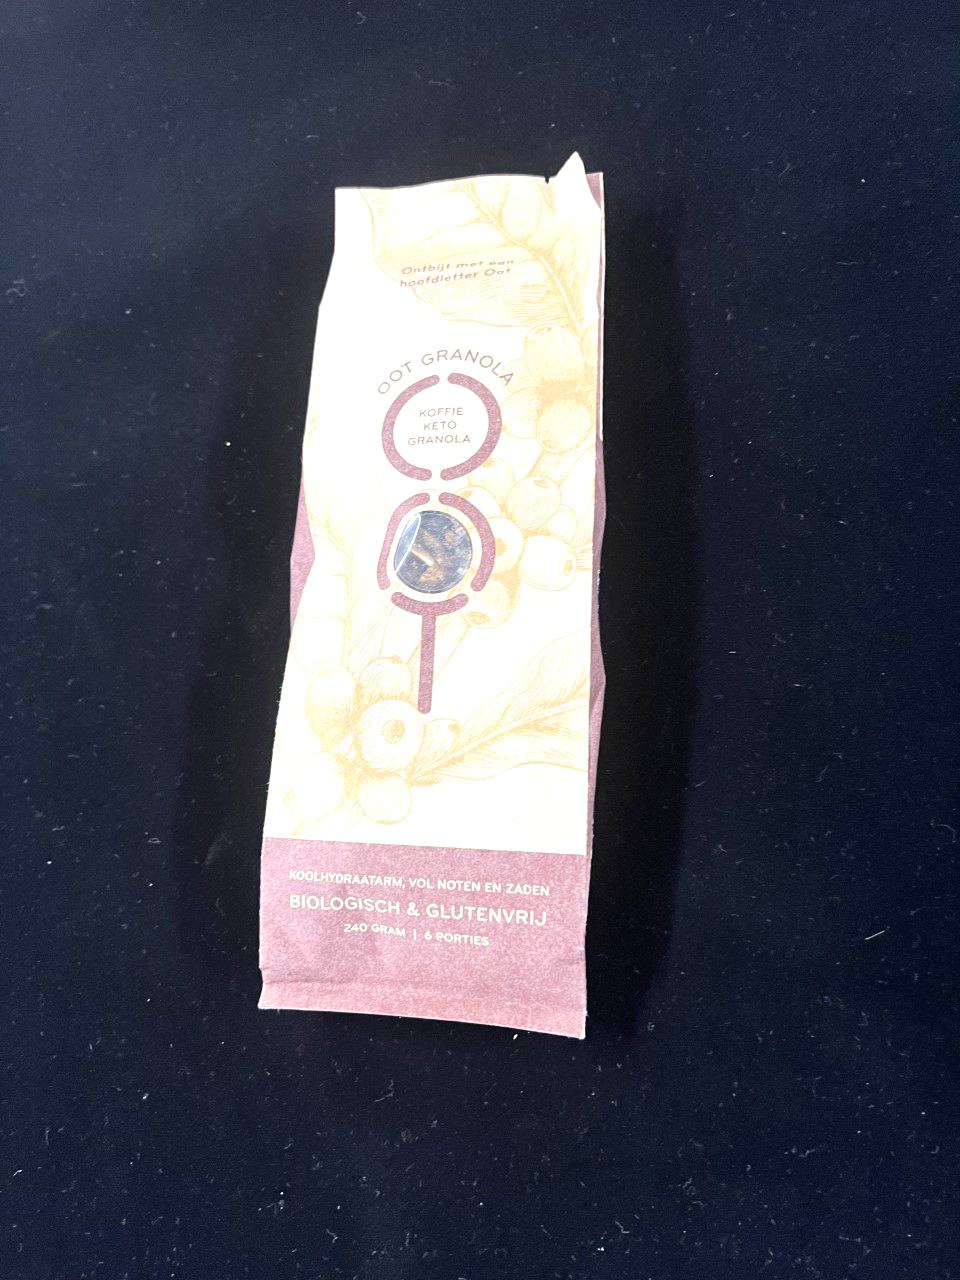 Ontbijt met een
hoofdletter Oot
OOT GRANOLA
KOFFIE
KETO
GRANOLA
KOOLHYDRAATARM, VOL NOTEN EN ZADEN
BIOLOGISCH & GLUTENVRIJ
240 GRAM | 6 PORTIES